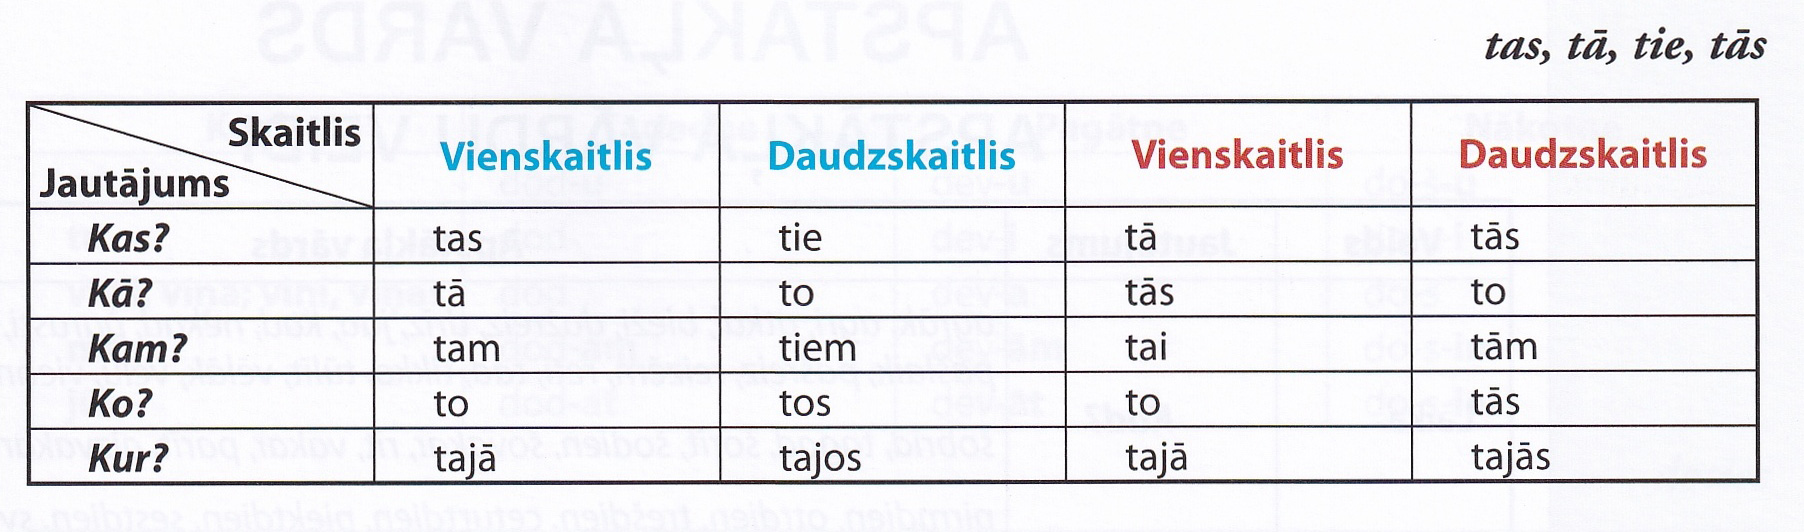 tas, tā, tie, tās
Skaitlis
Jautājums
Vienskaitlis Daudzskaitlis Vienskaitlis Daudzskaitlis
Kas? tas tie tā tās
Kā? tā to tās to
Kam? tam tiem tai tām
Ko? to tos to tās
Kur? tajā tajos tajā tajās